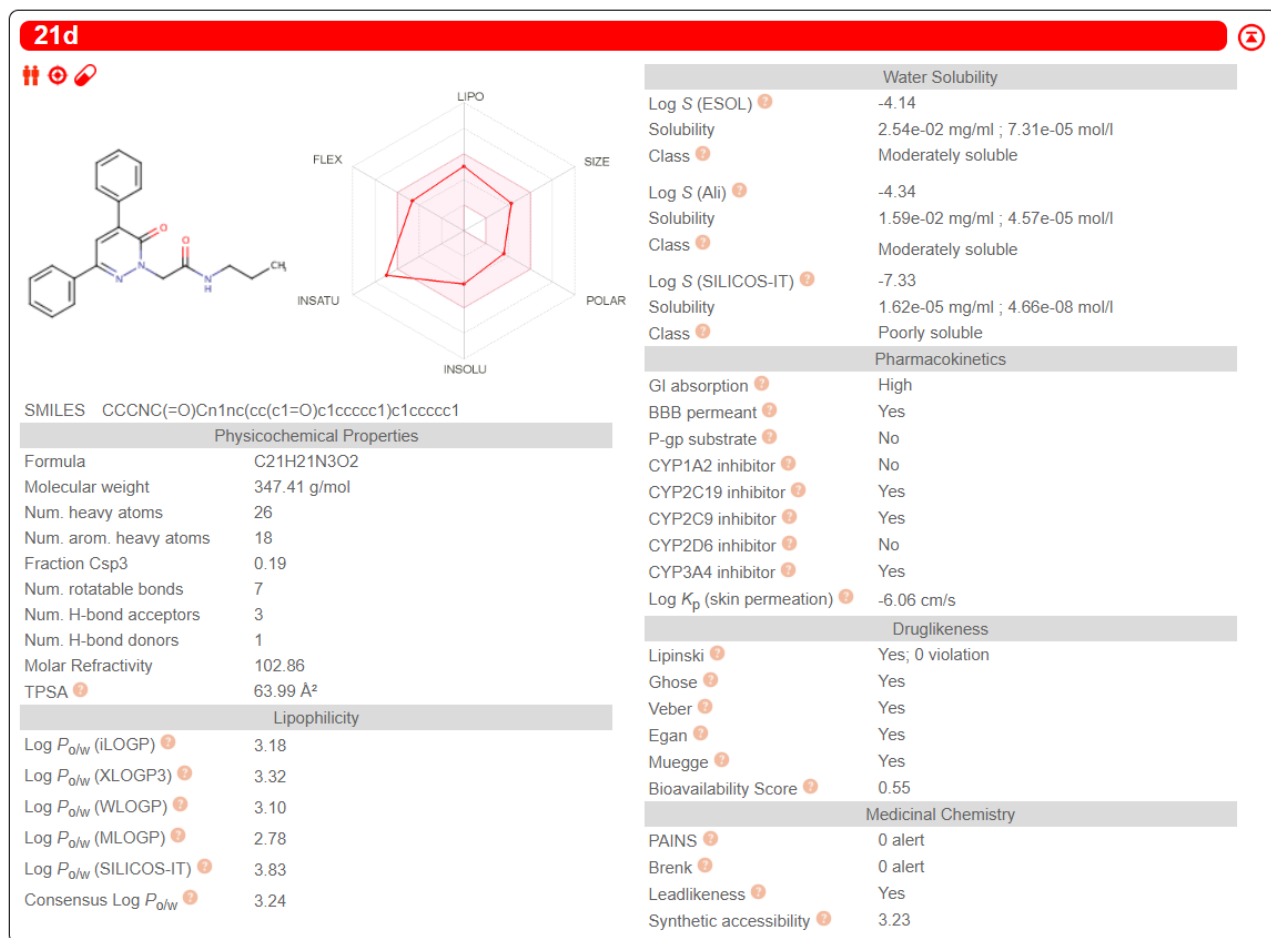 21d
LIPO
FLEX
SIZE
INSATU
POLAR
INSOLU
O
O
N
N
N
H
CH3
SMILES CCCNC(=O)Cn1nc(cc(c1=O)c1ccccc1)c1ccccc1
Physicochemical Properties
Formula C21H21N3O2
Molecular weight 347.41 g/mol
Num. heavy atoms 26
Num. arom. heavy atoms 18
Fraction Csp3 0.19
Num. rotatable bonds 7
Num. H-bond acceptors 3
Num. H-bond donors 1
Molar Refractivity 102.86
TPSA ? 63.99 Å²
Lipophilicity
Log Po/w (iLOGP) ? 3.18
Log Po/w (XLOGP3) ? 3.32
Log Po/w (WLOGP) ? 3.10
Log Po/w (MLOGP) ? 2.78
Log Po/w (SILICOS-IT) ? 3.83
Consensus Log Po/w ? 3.24
Water Solubility
Log S (ESOL) ? -4.14
Solubility 2.54e-02 mg/ml ; 7.31e-05 mol/l
Class ? Moderately soluble
Log S (Ali) ? -4.34
Solubility 1.59e-02 mg/ml ; 4.57e-05 mol/l
Class ? Moderately soluble
Log S (SILICOS-IT) ? -7.33
Solubility 1.62e-05 mg/ml ; 4.66e-08 mol/l
Class ? Poorly soluble
Pharmacokinetics
GI absorption ? High
BBB permeant ? Yes
P-gp substrate ? No
CYP1A2 inhibitor ? No
CYP2C19 inhibitor ? Yes
CYP2C9 inhibitor ? Yes
CYP2D6 inhibitor ? No
CYP3A4 inhibitor ? Yes
Log Kp (skin permeation) ? -6.06 cm/s
Druglikeness
Lipinski ? Yes; 0 violation
Ghose ? Yes
Veber ? Yes
Egan ? Yes
Muegge ? Yes
Bioavailability Score ? 0.55
Medicinal Chemistry
PAINS ? 0 alert
Brenk ? 0 alert
Leadlikeness ? Yes
Synthetic accessibility ? 3.23